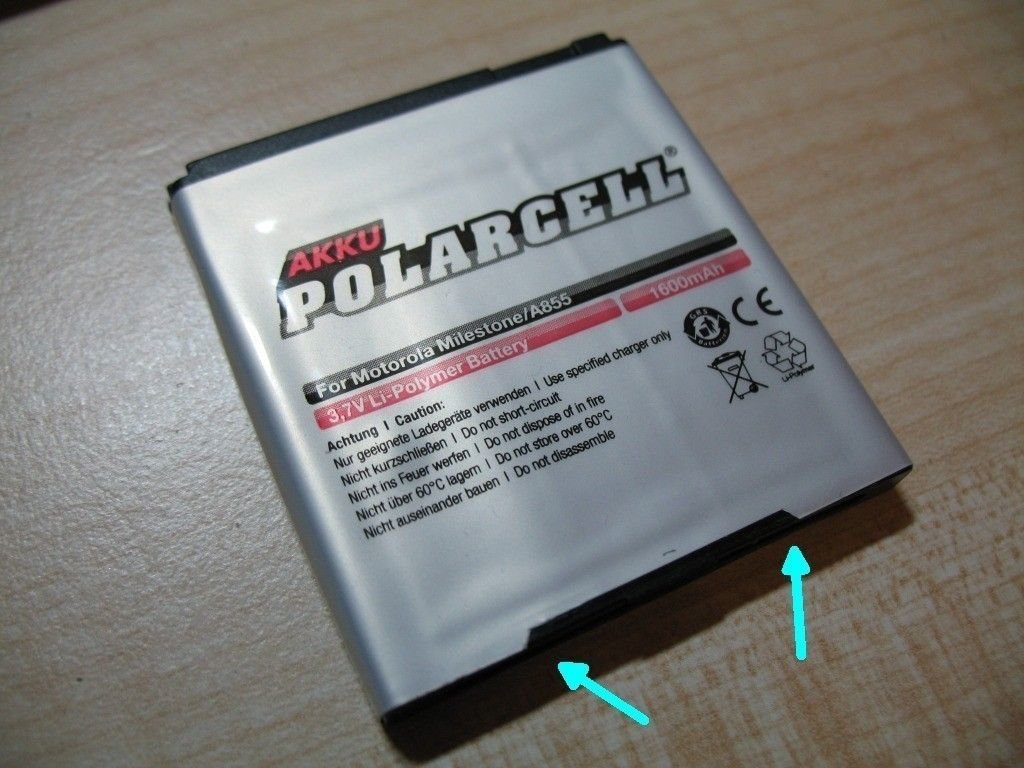 AKKU
POLARCELL®
For Motorola Milestone/A855
3,7V Li-Polymer Battery 1600mAh
Achtung | Caution:
Nur geeignete Ladegeräte verwenden | Use specified charger only
Nicht kurzschließen | Do not short-circuit
Nicht ins Feuer werfen | Do not dispose of in fire
Nicht über 60°C lagern | Do not store over 60°C
Nicht auseinander bauen | Do not disassemble
CE
Li-Polymer